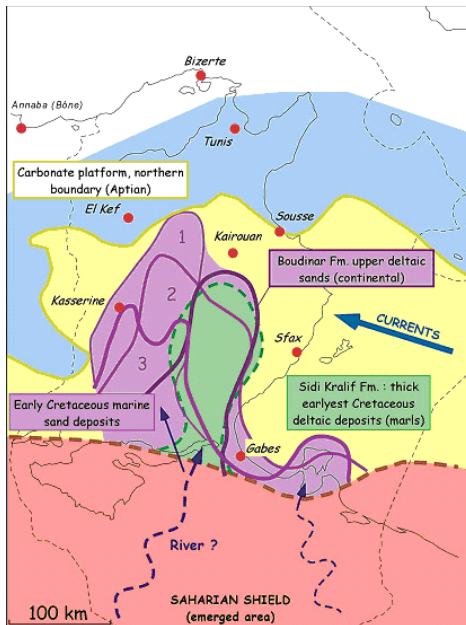 Bizerte
Annaba (Bône)
Tunis
Carbonate platform, northern
boundary (Aptian)
El Kef
Sousse
1
Kairouan
Boudinar Fm. upper deltaic
sands (continental)
2
Kasserine
CURRENTS
Sfax
3
Sidi Kralif Fm. : thick
earlyest Cretaceous
deltaic deposits (marls)
Early Cretaceous marine
sand deposits
Gabes
River ?
SAHARIAN SHIELD
(emerged area)
100 km